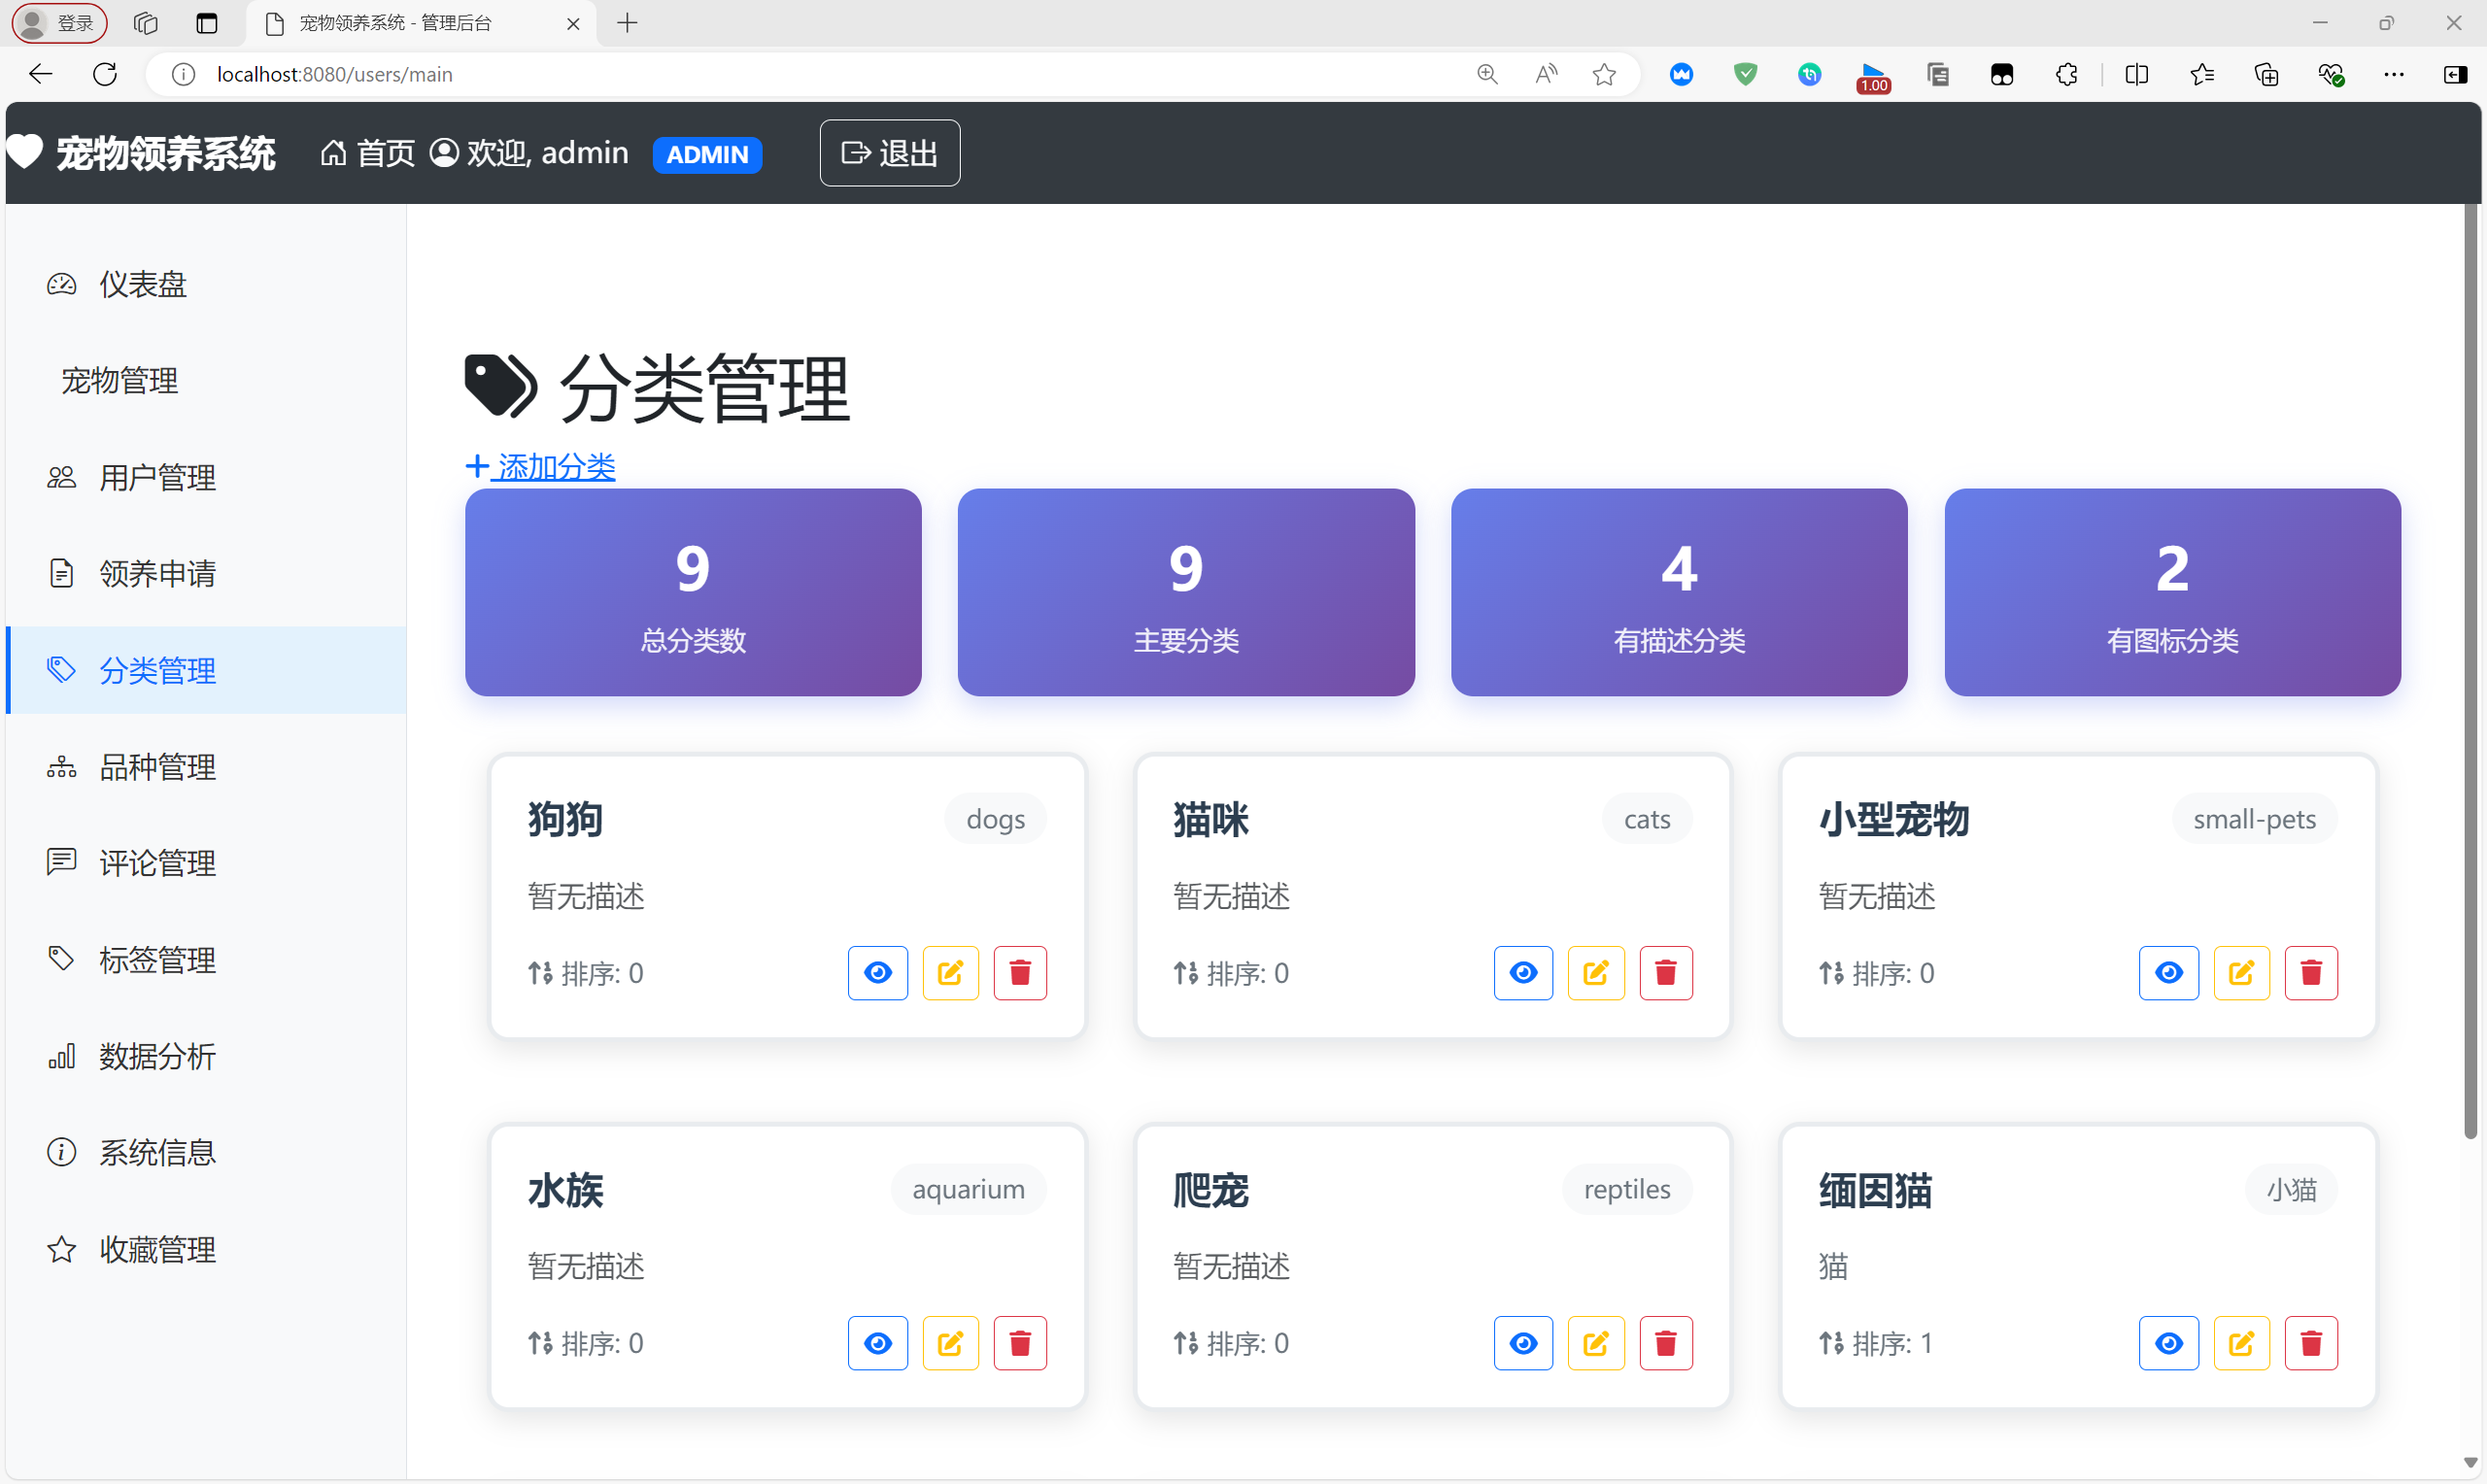 登录
宠物领养系统 - 管理后台
localhost:8080/users/main
1.00
宠物领养系统 首页 欢迎, admin ADMIN 退出
仪表盘
宠物管理
用户管理
领养申请
分类管理
品种管理
评论管理
标签管理
数据分析
系统信息
收藏管理
分类管理
添加分类
9 9 4 2
总分类数 主要分类 有描述分类 有图标分类
狗狗 dogs 猫咪 cats 小型宠物 small-pets
暂无描述 暂无描述 暂无描述
排序: 0 排序: 0 排序: 0
水族 aquarium 爬宠 reptiles 缅因猫 小猫
暂无描述 暂无描述 猫
排序: 0 排序: 0 排序: 1